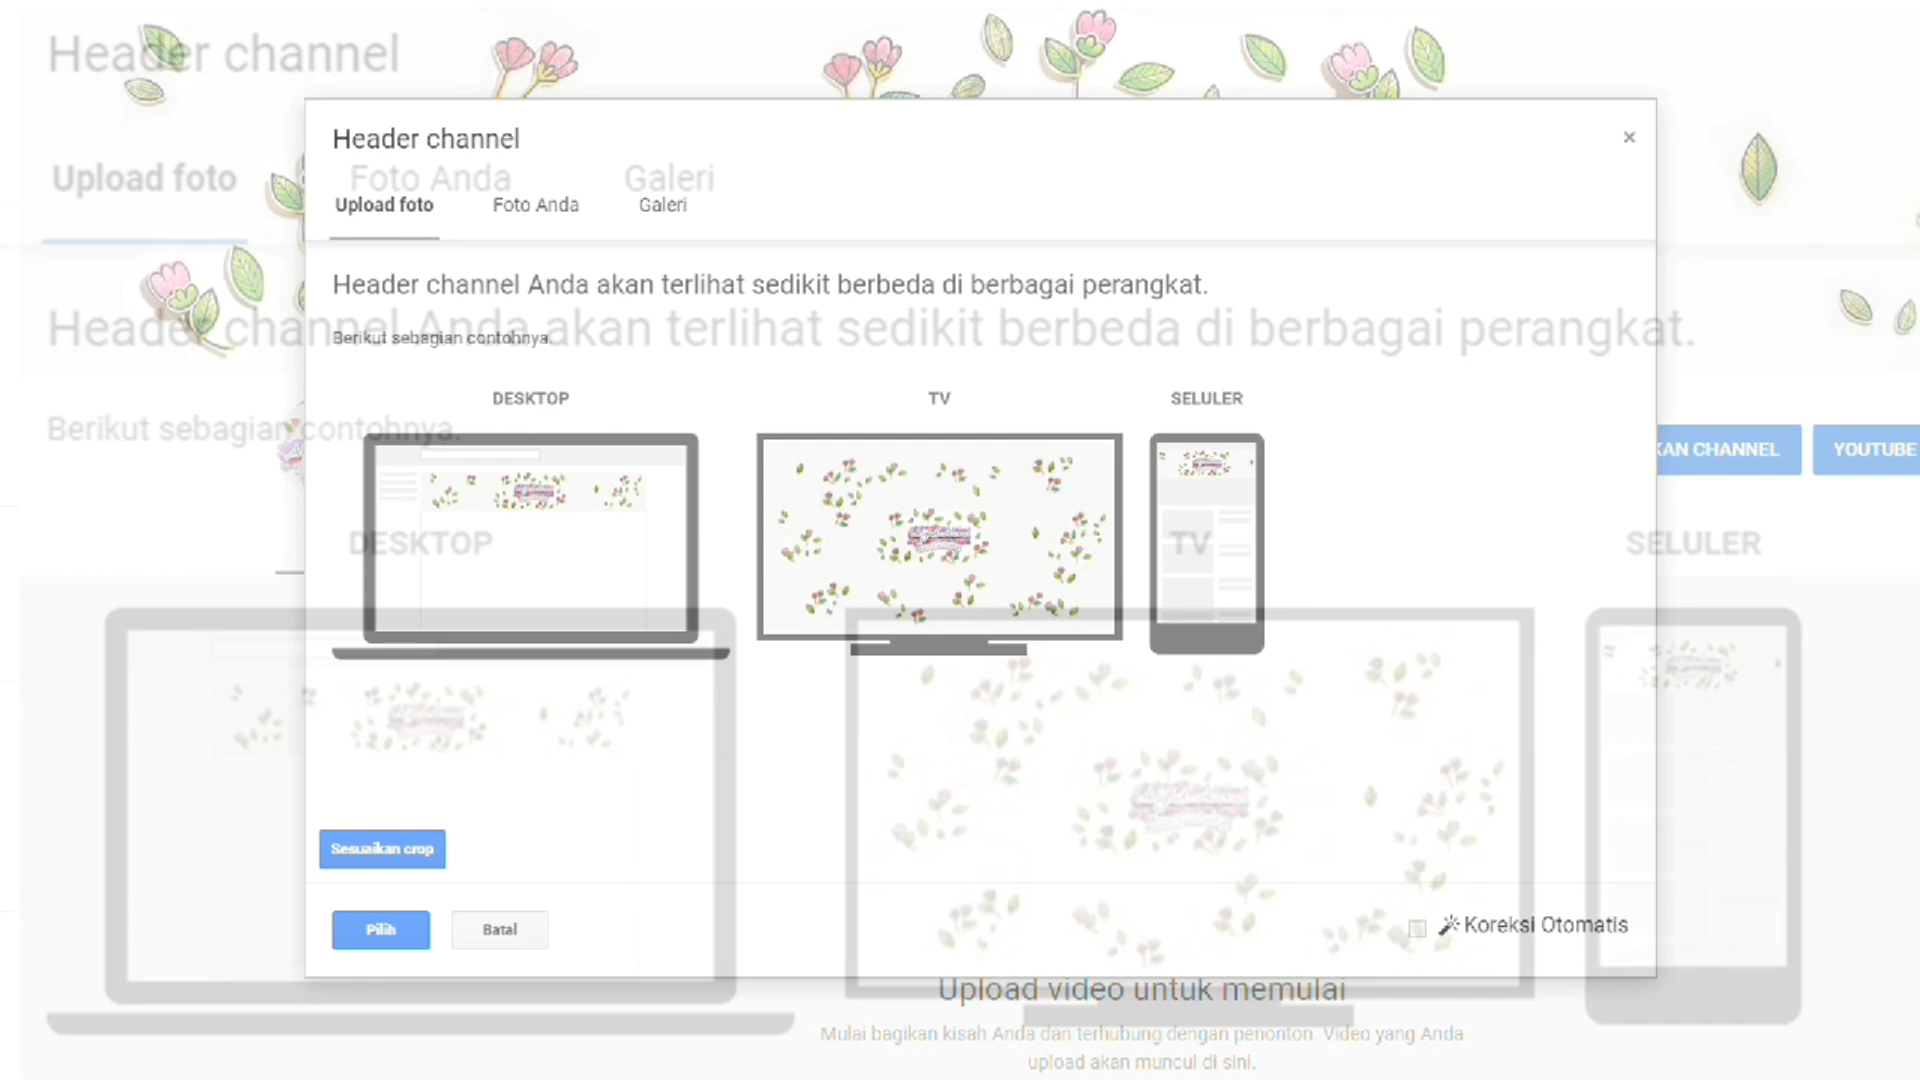 Header channel
Upload foto
Header channel Anda akan terlihat sedikit berbeda di berbagai perangkat.
Berikut sebagian contohnya.
DESKTOP TV SELULER
Header channel
×
Upload foto Foto Anda Galeri
Foto Anda Galeri
Header channel Anda akan terlihat sedikit berbeda di berbagai perangkat.
Berikut sebagian contohnya.
DESKTOP TV SELULER
KAN CHANNEL YOUTUBE
Sesuaikan crop
Pilih Batal Koreksi Otomatis
Upload video untuk memulai
Mulai bagikan kisah Anda dan terhubung dengan penonton. Video yang Anda
upload akan muncul di sini.